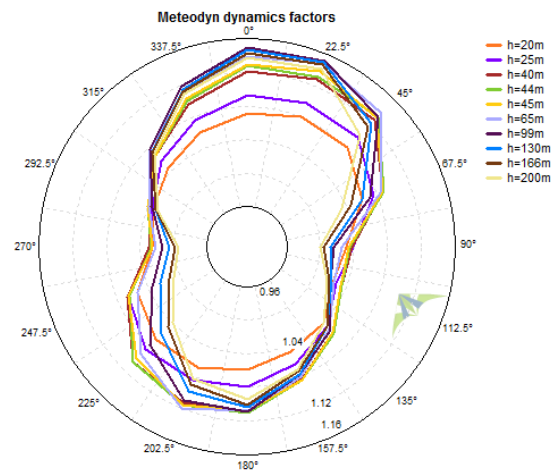 Meteodyn dynamics factors
0°
22.5°
45°
67.5°
90°
112.5°
135°
157.5°
180°
202.5°
225°
247.5°
270°
292.5°
315°
337.5°
0.96
1.04
1.12
1.16
h=20m
h=25m
h=40m
h=44m
h=45m
h=65m
h=99m
h=130m
h=166m
h=200m